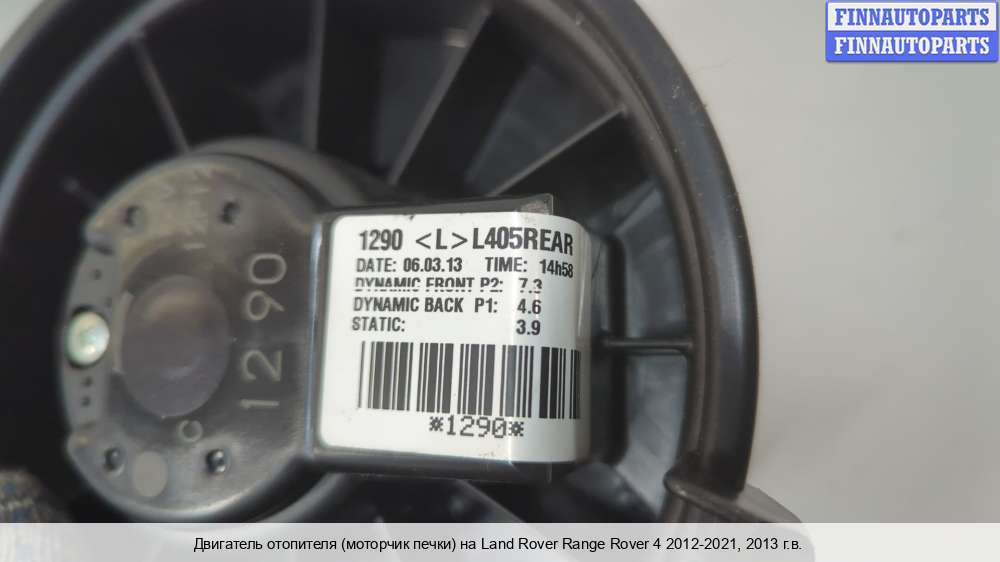 FINNAUTOPARTS
FINNAUTOPARTS
1290 <L>L405REAR
DATE: 06.03.13 TIME: 14h58
DYNAMIC FRONT P2: 7.3
DYNAMIC BACK P1: 4.6
STATIC: 3.9
*1290*
1290
C
Двигатель отопителя (моторчик печки) на Land Rover Range Rover 4 2012-2021, 2013 г.в.